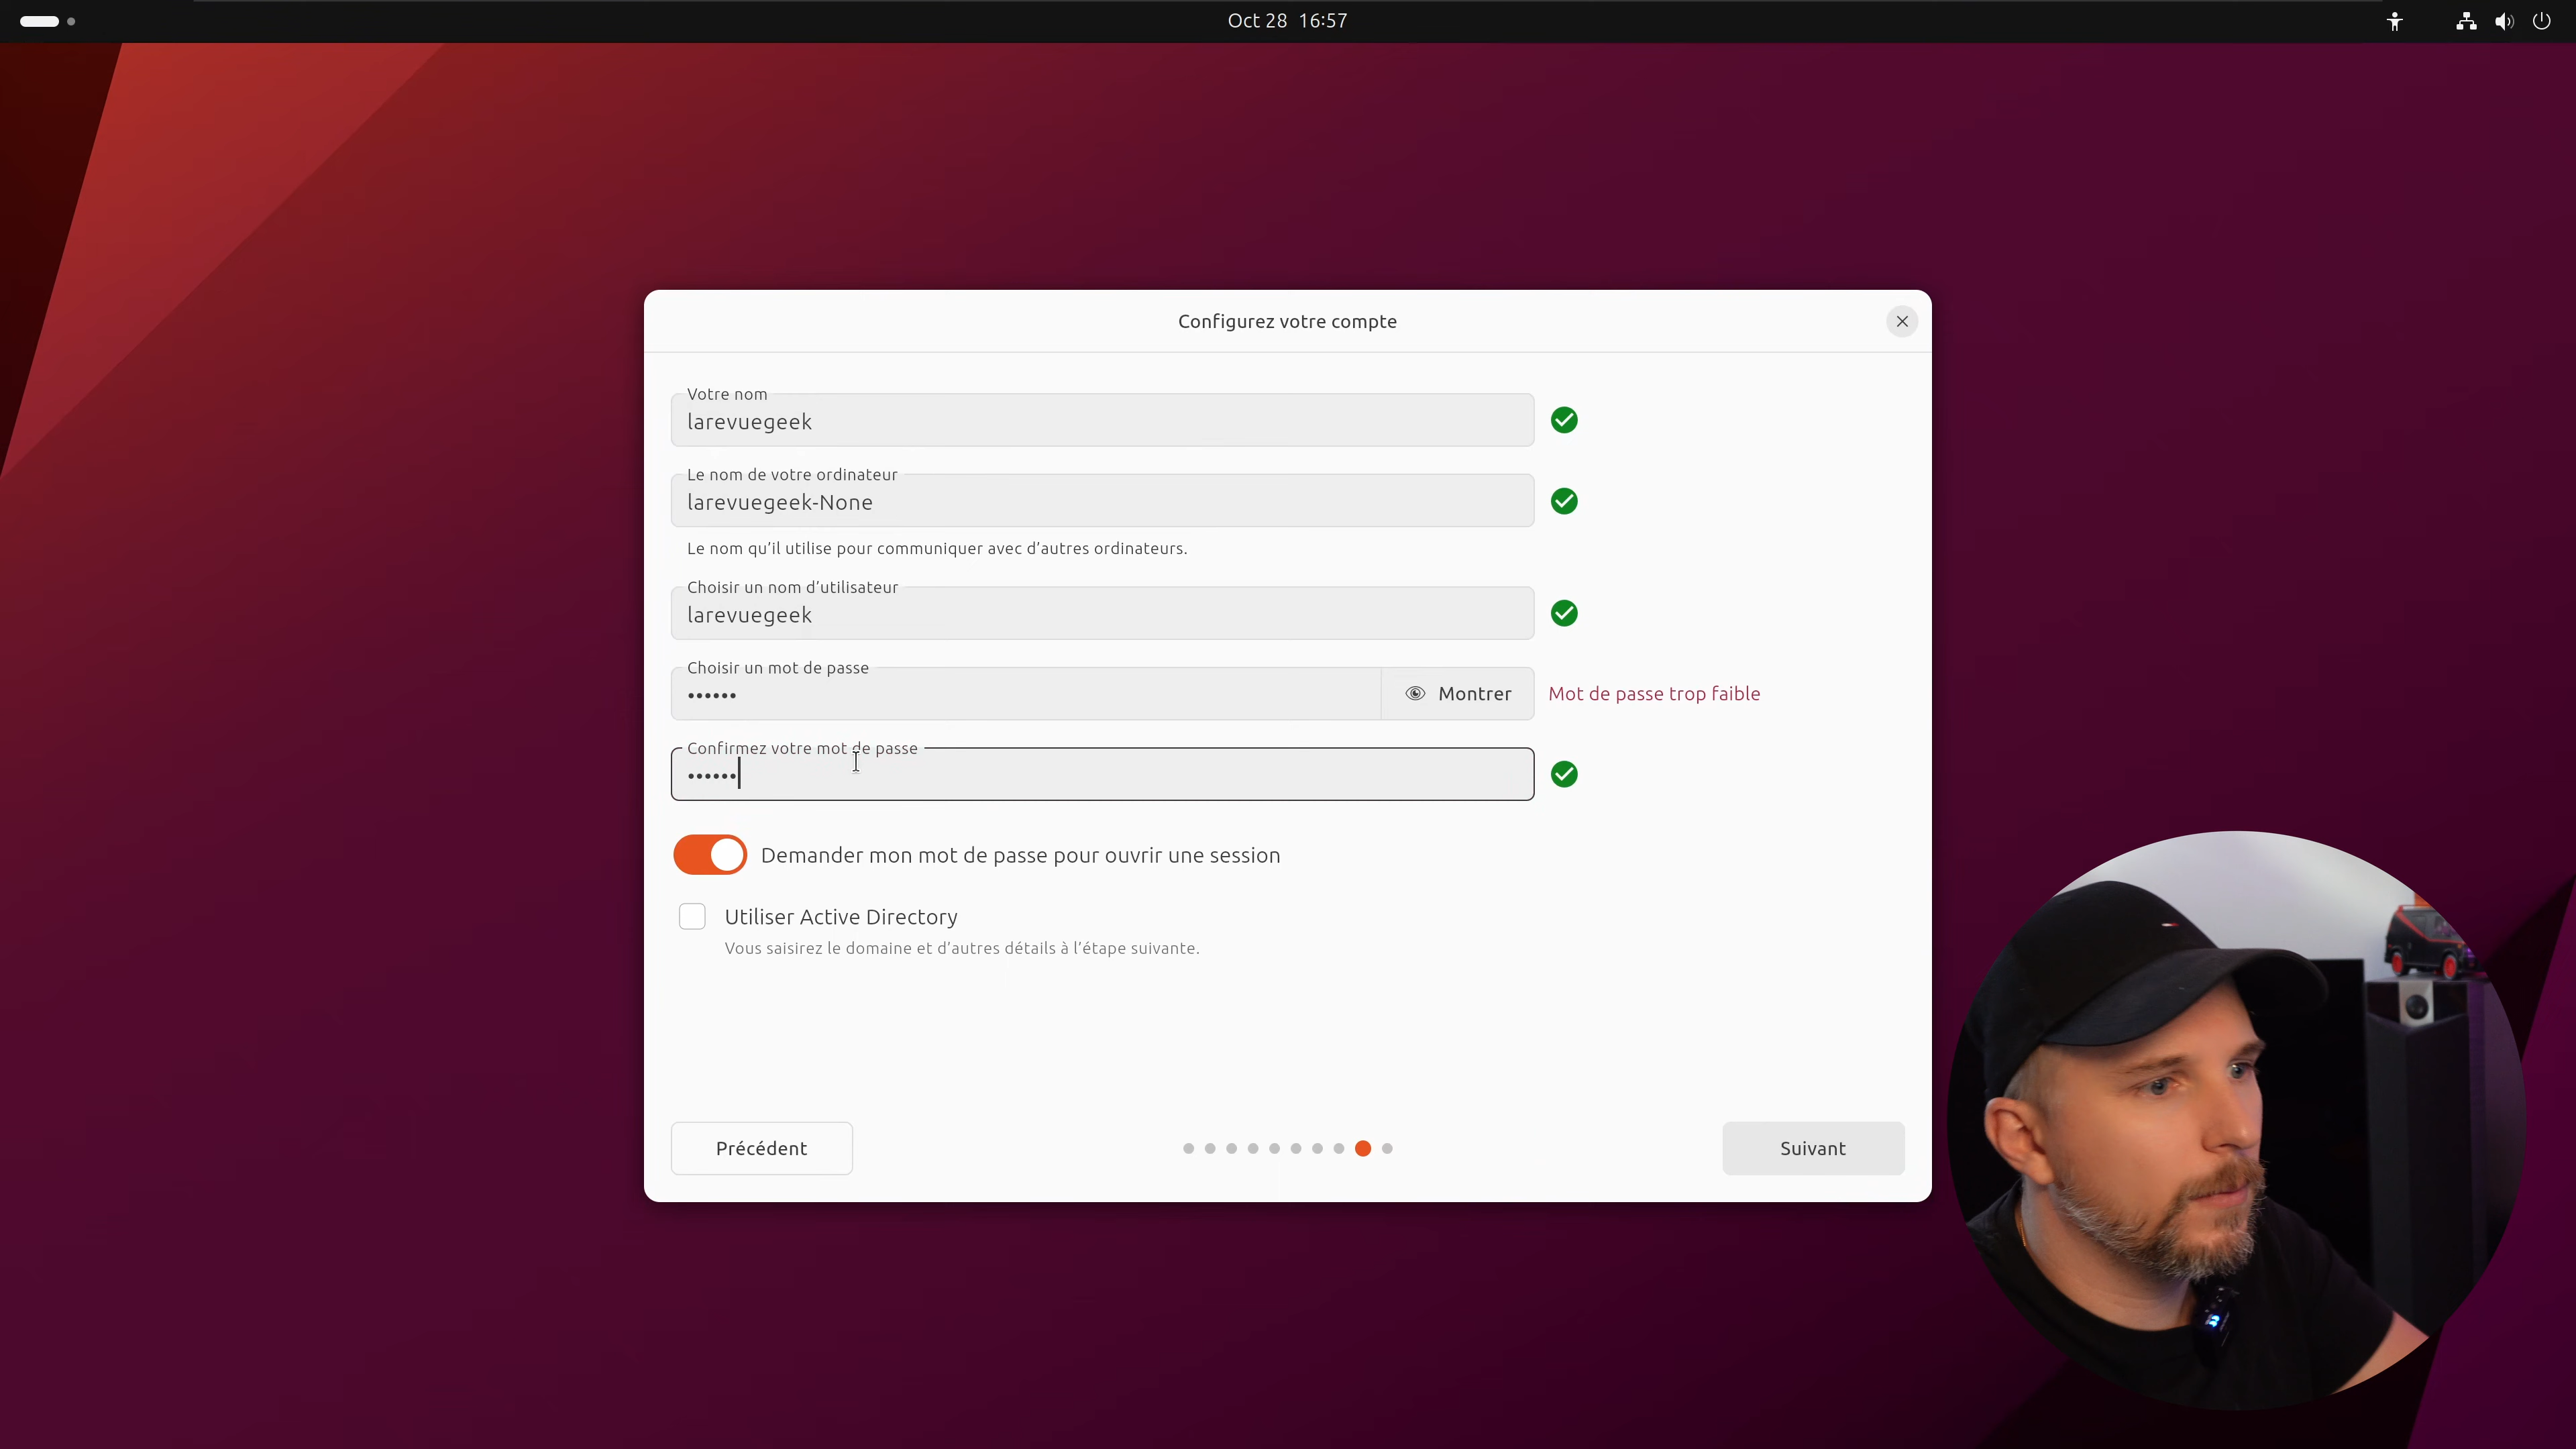 Oct 28 16:57
Configurez votre compte
Votre nom
larevuegeek
Le nom de votre ordinateur
larevuegeek-None
Le nom qu’il utilise pour communiquer avec d’autres ordinateurs.
Choisir un nom d’utilisateur
larevuegeek
Choisir un mot de passe
•••••• Montrer Mot de passe trop faible
Confirmez votre mot de passe
••••••
Demander mon mot de passe pour ouvrir une session
Utiliser Active Directory
Vous saisirez le domaine et d’autres détails à l’étape suivante.
Précédent Suivant